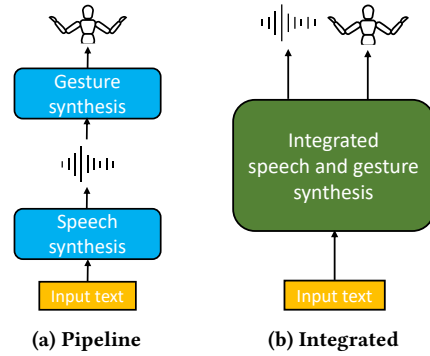 Gesture
synthesis
Speech
synthesis
Input text
(a) Pipeline
Integrated
speech and gesture
synthesis
Input text
(b) Integrated